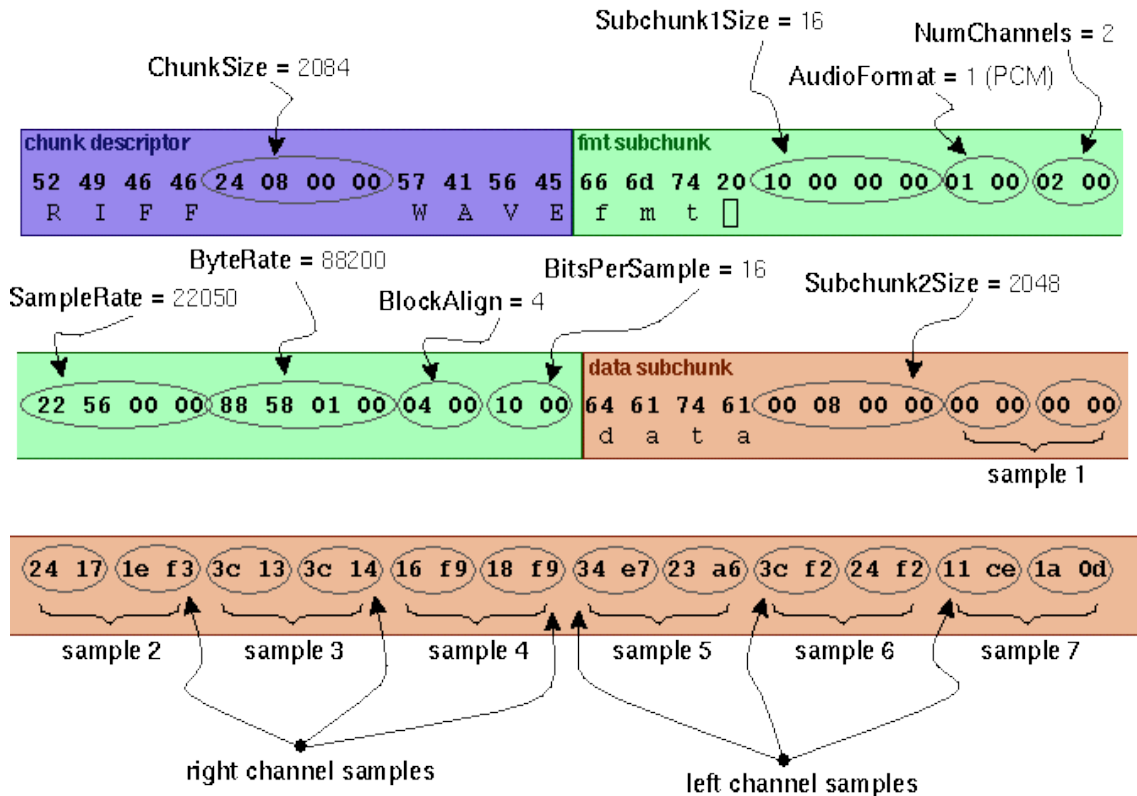 Subchunk1Size = 16
NumChannels = 2
ChunkSize = 2084
AudioFormat = 1 (PCM)
chunk descriptor
fmt subchunk
52 49 46 46 24 08 00 00 57 41 56 45 66 6d 74 20 10 00 00 00 01 00 02 00
R I F F W A V E f m t
ByteRate = 88200
BitsPerSample = 16
SampleRate = 22050
BlockAlign = 4
Subchunk2Size = 2048
data subchunk
22 56 00 00 88 58 01 00 04 00 10 00 64 61 74 61 00 08 00 00 00 00 00 00
d a t a
sample 1
24 17 1e f3 3c 13 3c 14 16 f9 18 f9 34 e7 23 a6 3c f2 24 f2 11 ce 1a 0d
sample 2 sample 3 sample 4 sample 5 sample 6 sample 7
right channel samples
left channel samples